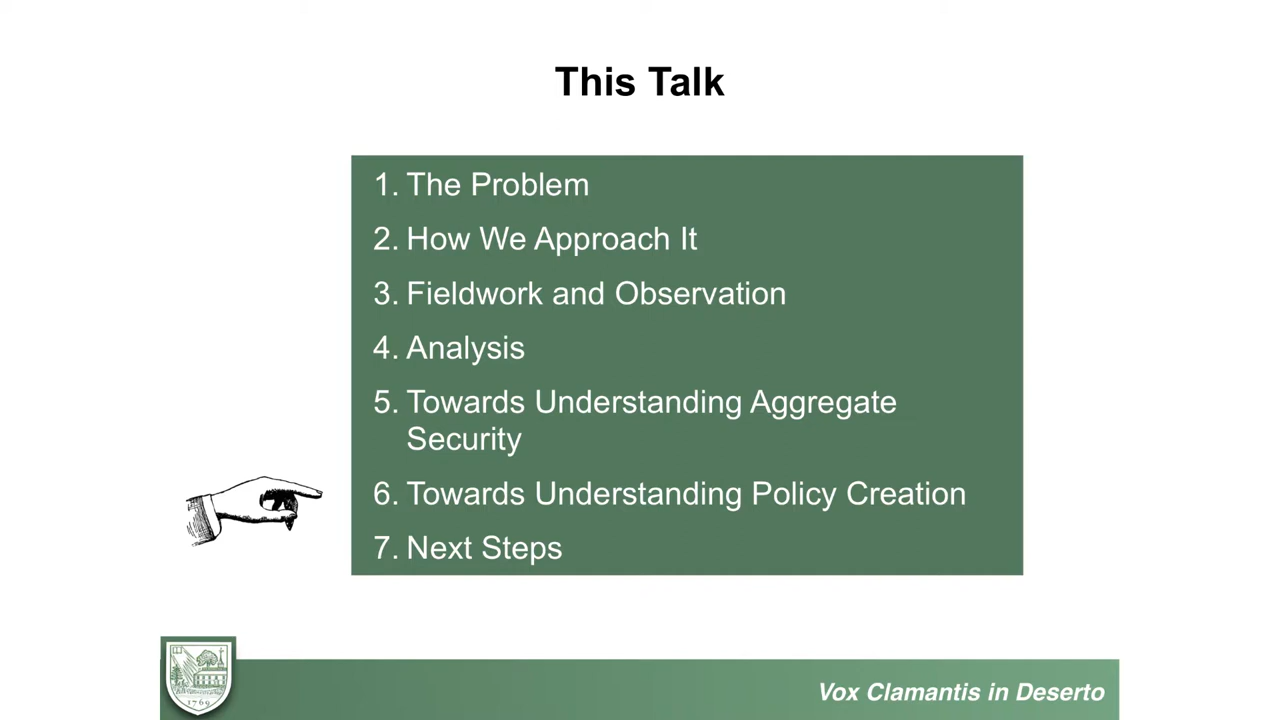 This Talk
1. The Problem
2. How We Approach It
3. Fieldwork and Observation
4. Analysis
5. Towards Understanding Aggregate
Security
6. Towards Understanding Policy Creation
7. Next Steps
1769
Vox Clamantis in Deserto